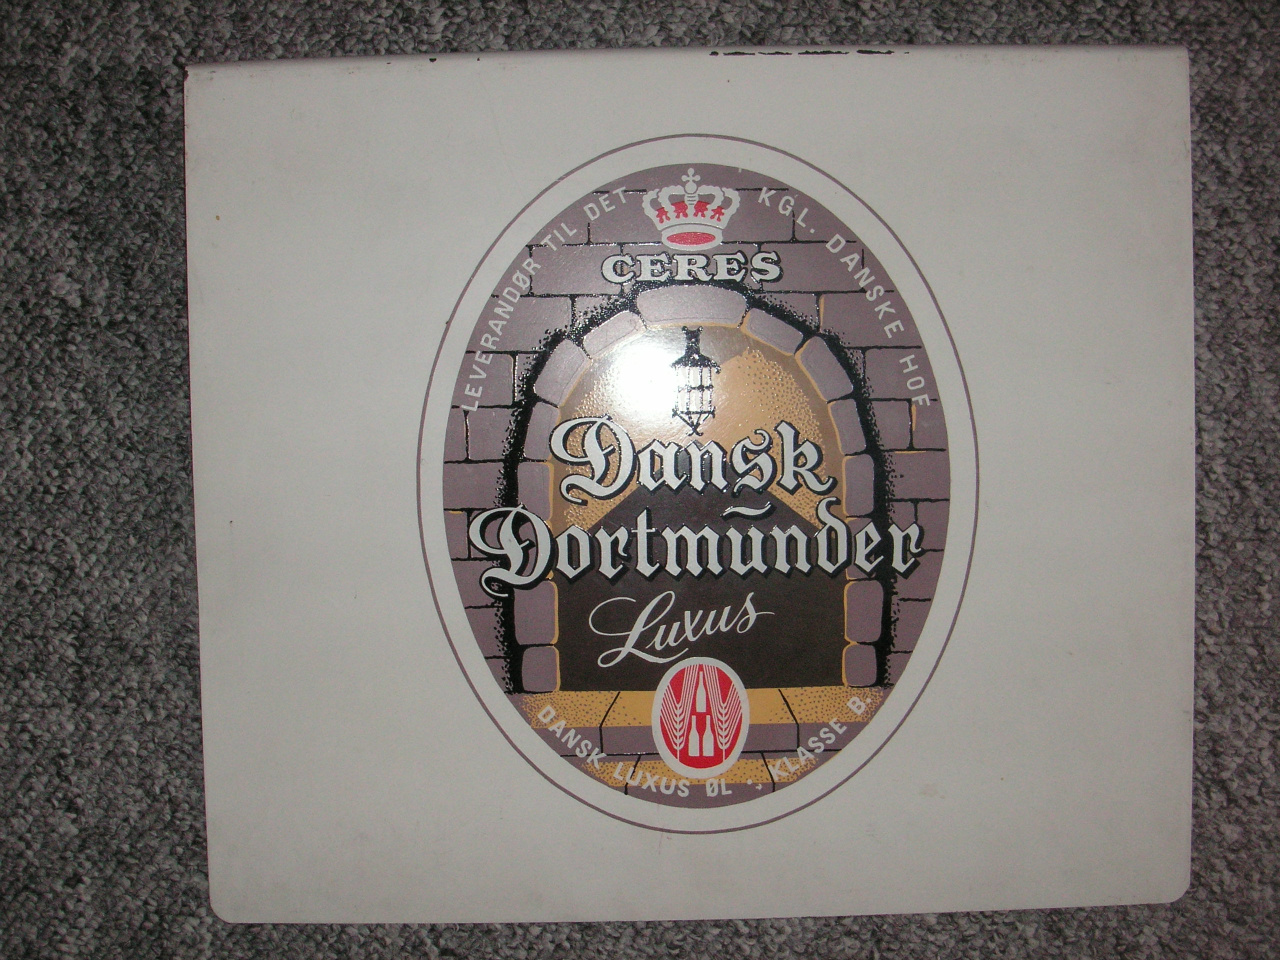 LEVERANDØR TIL DET KGL. DANSKE HOF
CERES
Dansk
Dortmunder
Luxus
DANSK LUXUS ØL . KLASSE B.